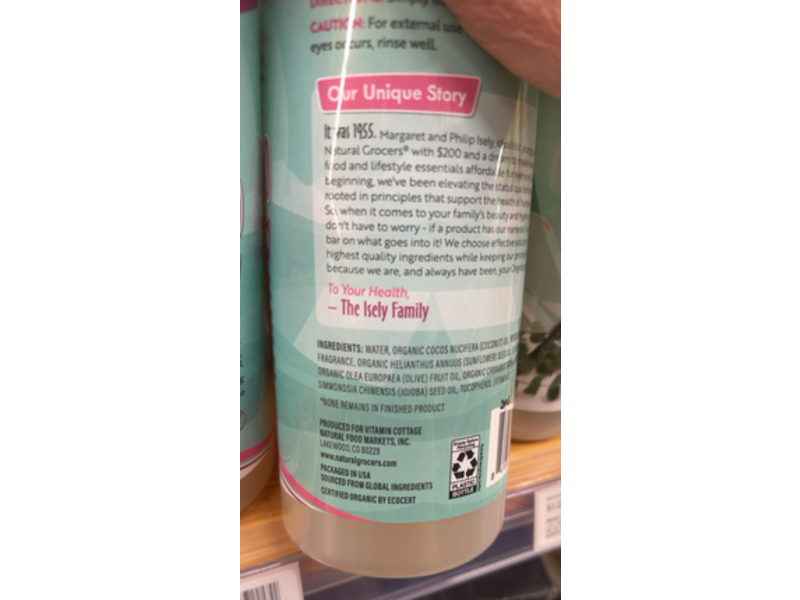 CAUTION: For external use
eyes occurs, rinse well.
Our Unique Story
It was 1955. Margaret and Philip Isely,
Natural Grocers® with $200 and a
food and lifestyle essentials
beginning, we've been elevating the
rooted in principles that support the health of
So, when it comes to your family's beauty and
don't have to worry - if a product has our name
bar on what goes into it! We choose effective
highest quality ingredients while keeping our
because we are, and always have been, your
To Your Health,
– The Isely Family
INGREDIENTS: WATER, ORGANIC COCOS NUCIFERA (COCONUT) OIL,
FRAGRANCE, ORGANIC HELIANTHUS ANNUUS (SUNFLOWER) SEED OIL,
ORGANIC OLEA EUROPAEA (OLIVE) FRUIT OIL, ORGANIC CANNABIS
SIMMONDSIA CHINENSIS (JOJOBA) SEED OIL, TOCOPHEROL (VITAMIN
*NONE REMAINS IN FINISHED PRODUCT
PRODUCED FOR VITAMIN COTTAGE
NATURAL FOOD MARKETS, INC.
LAKEWOOD, CO 80228
www.naturalgrocers.com
PACKAGED IN USA
SOURCED FROM GLOBAL INGREDIENTS
CERTIFIED ORGANIC BY ECOCERT
PLASTIC
BOTTLE